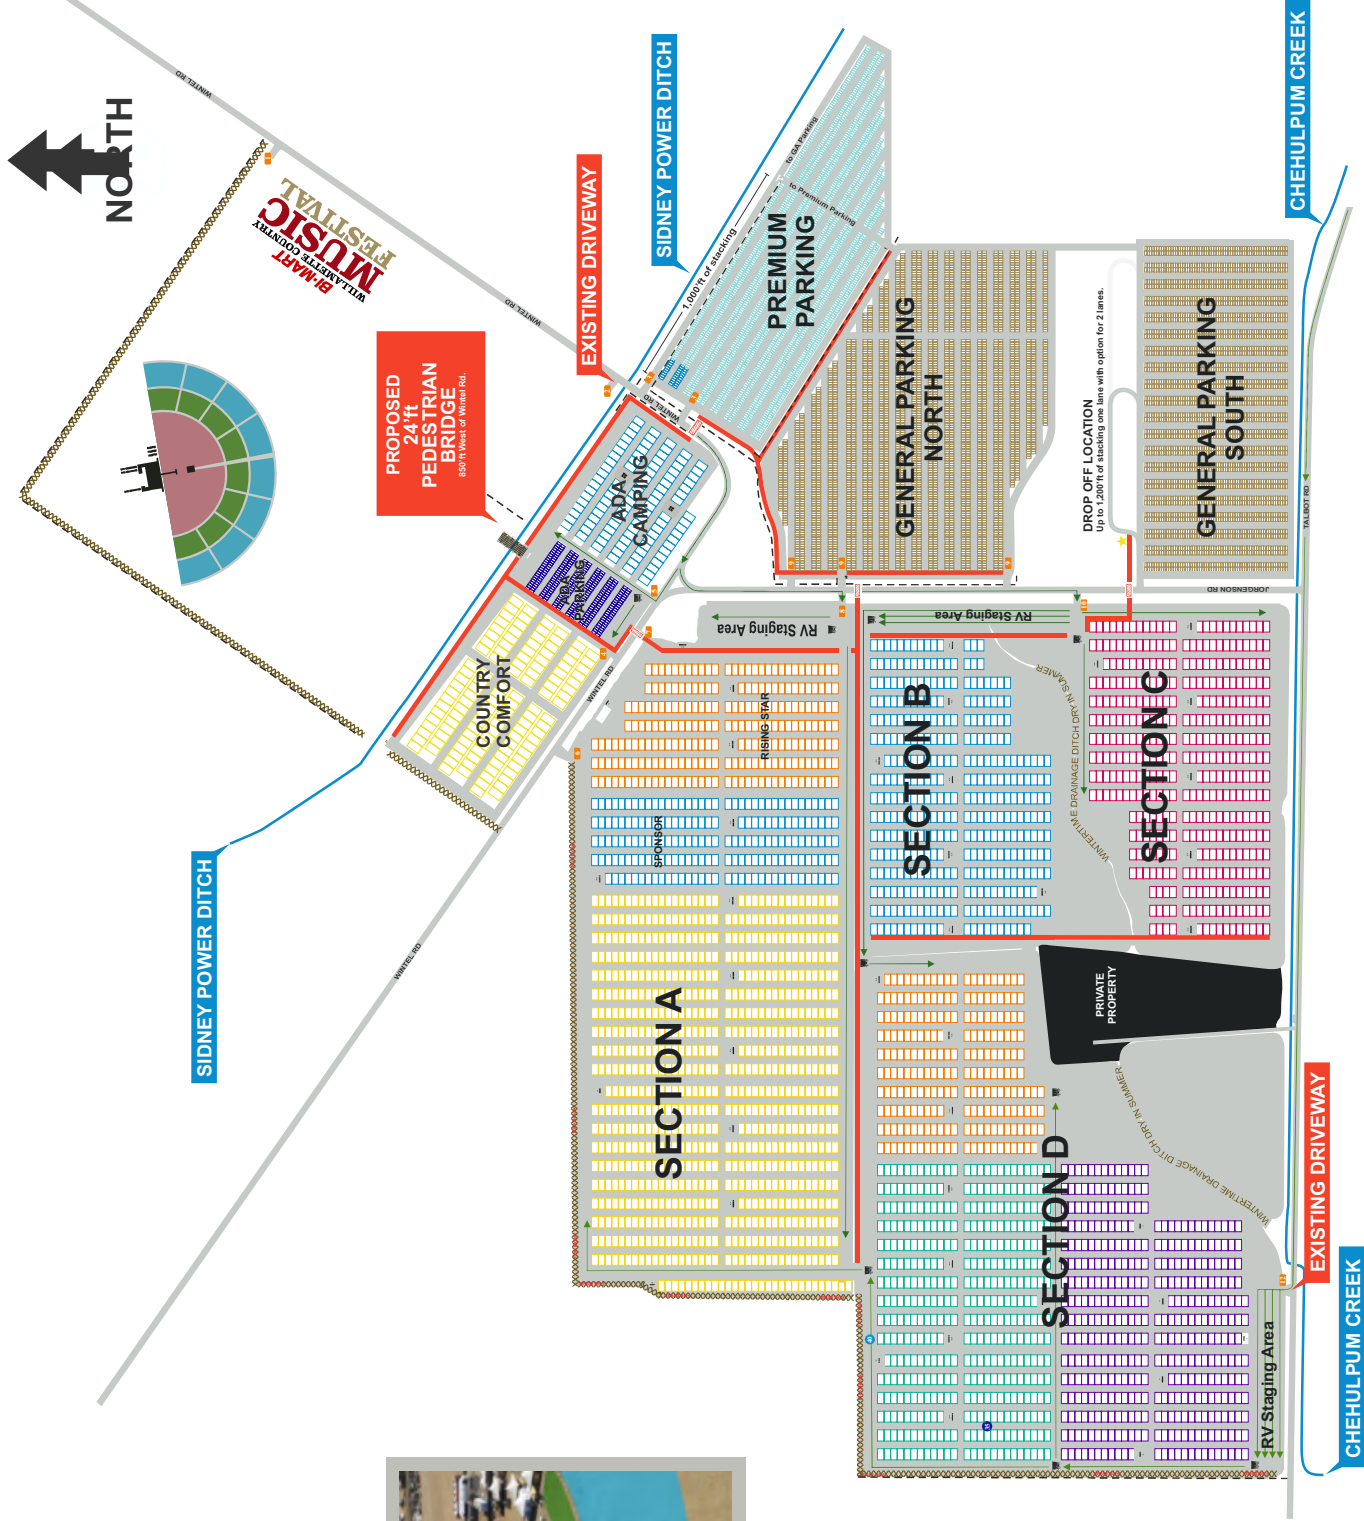 WINTEL RD
NORTH
BI-MART
WILLAMETTE COUNTRY
MUSIC
FESTIVAL
SIDNEY POWER DITCH
CHEHULPUM CREEK
EXISTING DRIVEWAY
WINTEL RD
PROPOSED
24'ft
PEDESTRIAN
BRIDGE
850'ft West of Wintel Rd.
1,000'ft of stacking
to GA Parking
to Premium Parking
PREMIUM
PARKING
WINTEL RD
ADA
CAMPING
ADA
PARKING
COUNTRY
COMFORT
WINTEL RD
GENERAL PARKING
NORTH
DROP OFF LOCATION
Up to 1,200'ft of stacking one lane with option for 2 lanes.
GENERAL PARKING
SOUTH
TALBOT RD
JORGENSON RD
RV Staging Area
RV Staging Area
RISING STAR
SPONSOR
SECTION A
SECTION B
WINTERTIME DRAINAGE DITCH DRY IN SUMMER
SECTION C
SIDNEY POWER DITCH
WINTEL RD
PRIVATE
PROPERTY
WINTERTIME DRAINAGE DITCH DRY IN SUMMER
SECTION D
EXISTING DRIVEWAY
RV Staging Area
CHEHULPUM CREEK